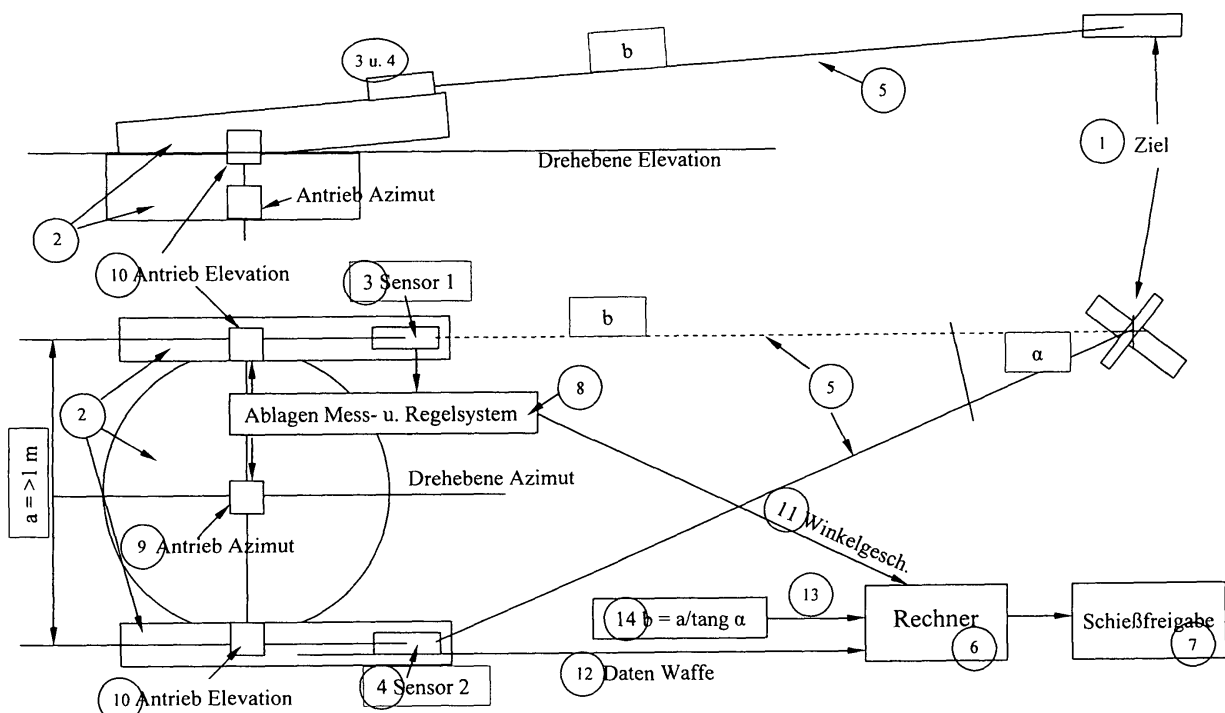 3 u. 4
b
5
1 Ziel
Drehebene Elevation
Antrieb Azimut
2
10 Antrieb Elevation
3 Sensor 1
b
α
5
8
2
Ablagen Mess- u. Regelsystem
a = >1 m
Drehebene Azimut
9 Antrieb Azimut
11 Winkelgesch.
13
14 b = a/tang α
Rechner
6
Schießfreigabe
7
12 Daten Waffe
4 Sensor 2
10 Antrieb Elevation